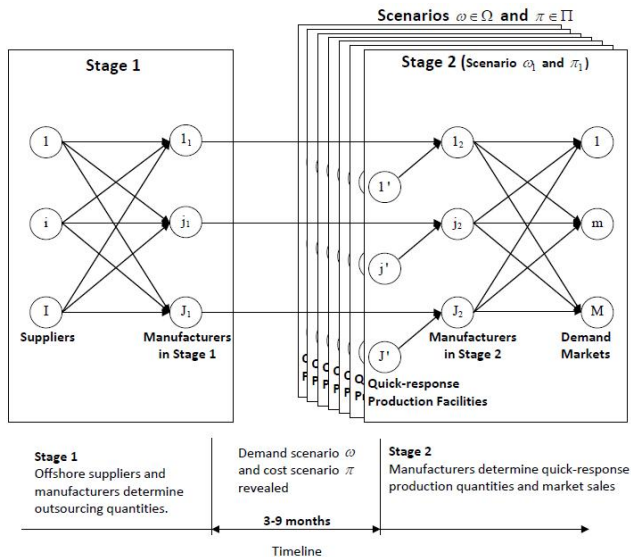 Scenarios ω∈Ω and π∈Π
Stage 1
Stage 2 (Scenario ω₁ and π₁)
1
1₁
1₂
1
1'
i
j₁
j₂
m
j'
I
J₁
J₂
M
J'
Suppliers
Manufacturers
in Stage 1
Quick-response
Production Facilities
Manufacturers
in Stage 2
Demand
Markets
Stage 1
Offshore suppliers and
manufacturers determine
outsourcing quantities.
Demand scenario ω
and cost scenario π
revealed
Stage 2
Manufacturers determine quick-response
production quantities and market sales
3-9 months
Timeline